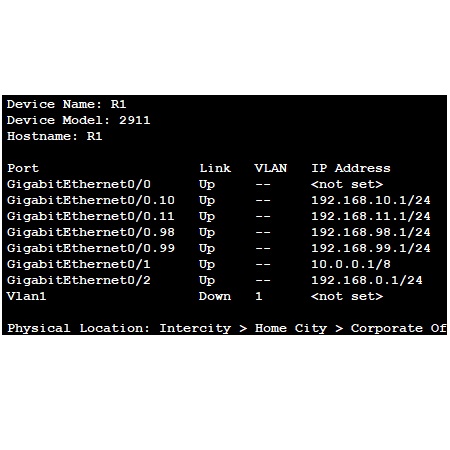 Device Name: R1
Device Model: 2911
Hostname: R1
Port Link VLAN IP Address
GigabitEthernet0/0 Up -- <not set>
GigabitEthernet0/0.10 Up -- 192.168.10.1/24
GigabitEthernet0/0.11 Up -- 192.168.11.1/24
GigabitEthernet0/0.98 Up -- 192.168.98.1/24
GigabitEthernet0/0.99 Up -- 192.168.99.1/24
GigabitEthernet0/1 Up -- 10.0.0.1/8
GigabitEthernet0/2 Up -- 192.168.0.1/24
Vlan1 Down 1 <not set>
Physical Location: Intercity > Home City > Corporate Of